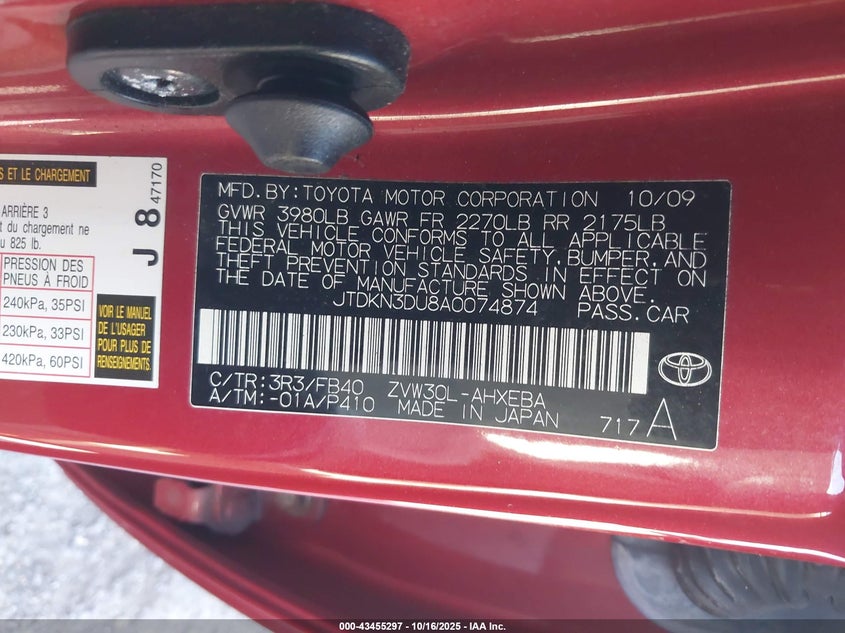 S ET LE CHARGEMENT
ARRIÈRE 3
t du chargement ne
u 825 lb.
PRESSION DES
PNEUS À FROID
240kPa, 35PSI
230kPa, 33PSI
420kPa, 60PSI
VOIR LE MANUEL
DE L'USAGER
POUR PLUS DE
RENSEIGNEMENTS.
J 8 47170
MFD. BY: TOYOTA MOTOR CORPORATION 10/09
GVWR 3980LB GAWR FR 2270LB RR 2175LB
THIS VEHICLE CONFORMS TO ALL APPLICABLE
FEDERAL MOTOR VEHICLE SAFETY, BUMPER, AND
THEFT PREVENTION STANDARDS IN EFFECT ON
THE DATE OF MANUFACTURE SHOWN ABOVE.
JTDKN3DU8A0074874 PASS. CAR
C/TR: 3R3/FB40 ZVW30L-AHXEBA
A/TM: -01A/P410 MADE IN JAPAN 717 A
000-43455297 - 10/16/2025 - IAA Inc.